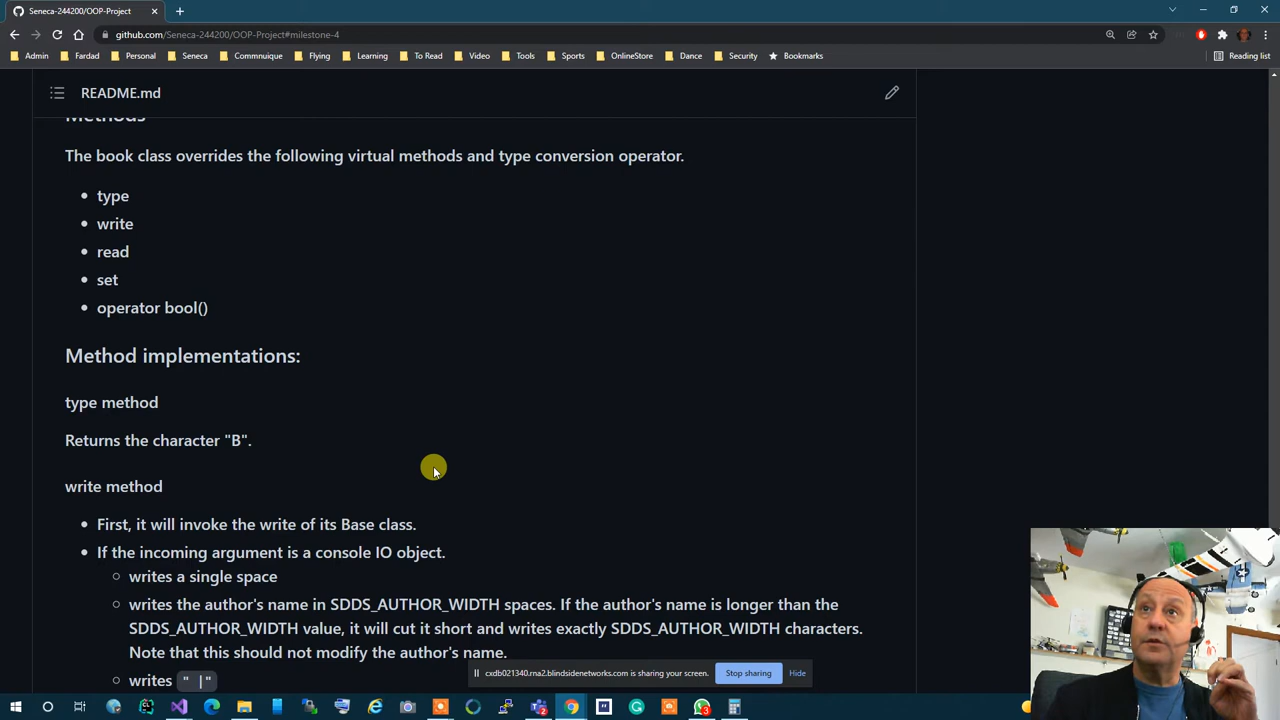 Seneca-244200/OOP-Project
github.com/Seneca-244200/OOP-Project#milestone-4
Admin Fardad Personal Seneca Commnuique Flying Learning To Read Video Tools Sports OnlineStore Dance Security Bookmarks Reading list
README.md
Methods
The book class overrides the following virtual methods and type conversion operator.
type
write
read
set
operator bool()
Method implementations:
type method
Returns the character "B".
write method
First, it will invoke the write of its Base class.
If the incoming argument is a console IO object.
writes a single space
writes the author's name in SDDS_AUTHOR_WIDTH spaces. If the author's name is longer than the
SDDS_AUTHOR_WIDTH value, it will cut it short and writes exactly SDDS_AUTHOR_WIDTH characters.
Note that this should not modify the author's name.
cxdb021340.rna2.blindsidenetworks.com is sharing your screen. Stop sharing Hide
writes " |"